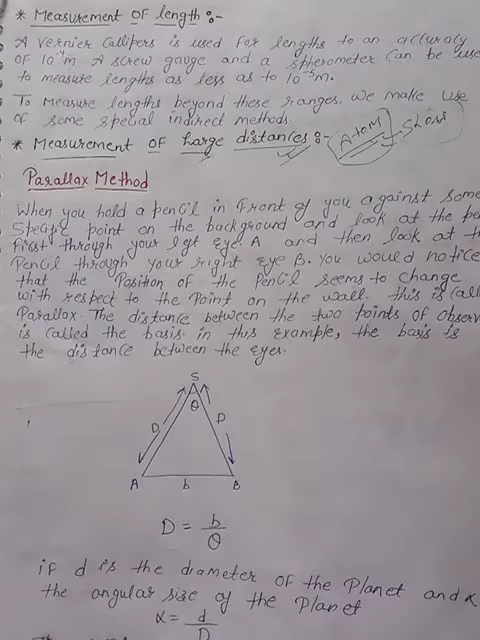 * Measurement of length:-
A Vernier Callipers is used for lengths to an accuracy
of 10⁻⁴m A screw gauge and a spherometer can be use
to measure lengths as less as to 10⁻⁵m.
To measure lengths beyond these ranges. We make use
of some special indirect methods
* Measurement of Large distances:-
Parallax Method
When you hold a pencil in front of you against some
Specific point on the background and look at the pe
first through your left Eye A and then look at t
Pencil through your right eye B. You would notice
that the Position of the pencil seems to change
with respect to the Point on the wall. this is call
Parallax. The distance between the two points of observ
is called the basis. in this example, the basis is
the distance between the eyes.
S
θ
D D
A b B
D = b/θ
if d is the diameter of the Planet and α
the angular size of the Planet
α = d/D